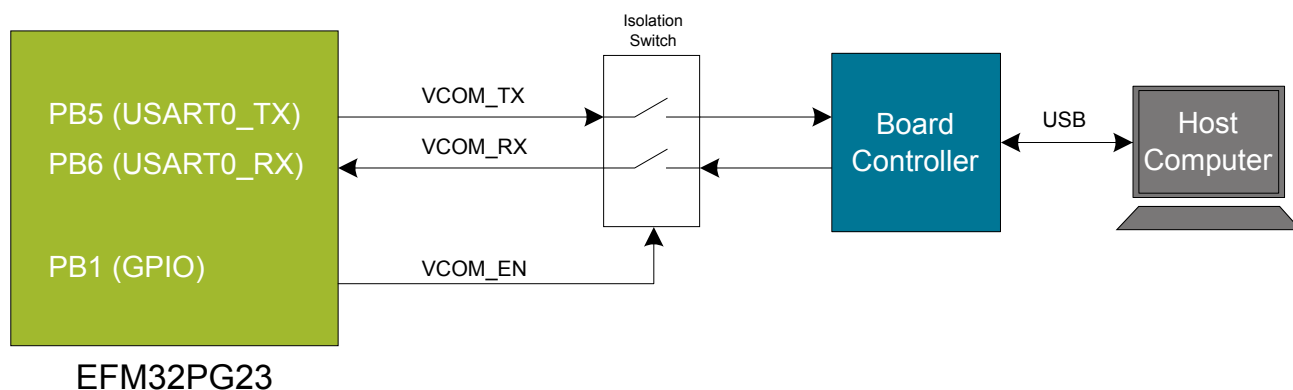 Isolation
Switch
PB5 (USART0_TX)
VCOM_TX
PB6 (USART0_RX)
VCOM_RX
Board
Controller
USB
Host
Computer
PB1 (GPIO)
VCOM_EN
EFM32PG23